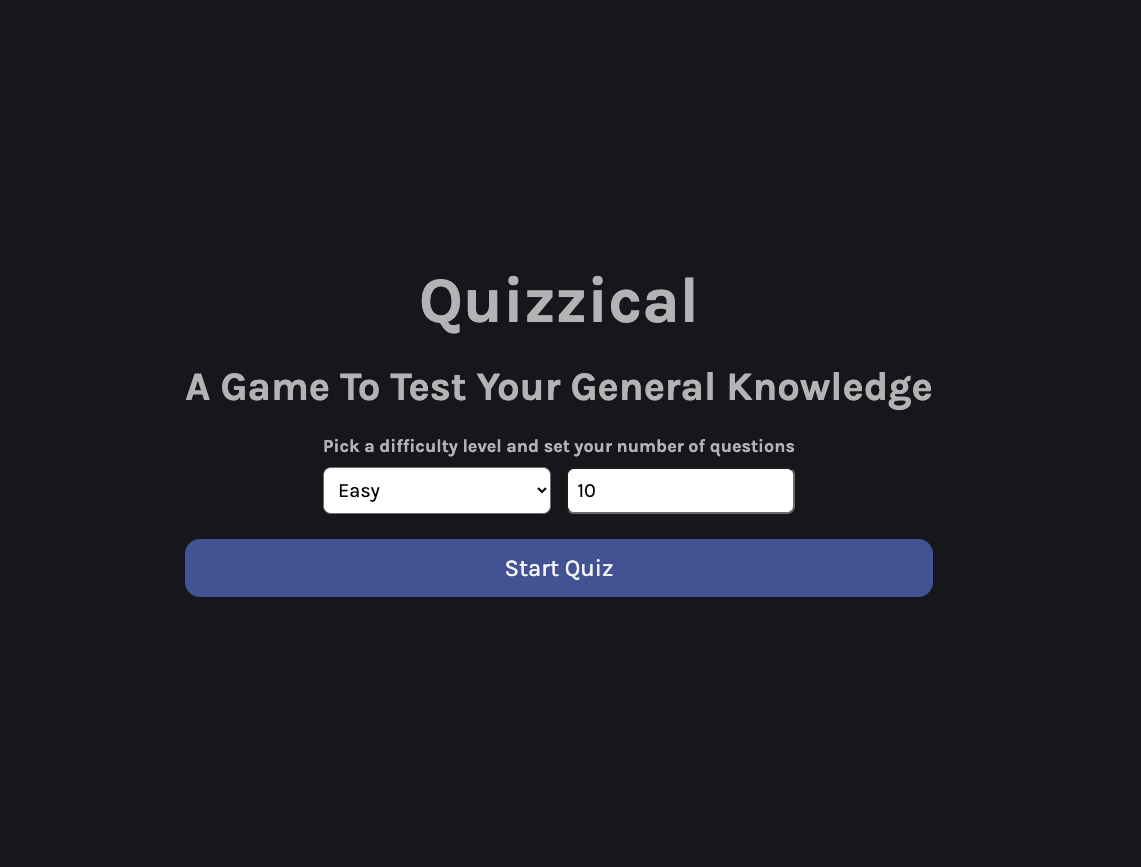 Quizzical
A Game To Test Your General Knowledge
Pick a difficulty level and set your number of questions
Easy 10
Start Quiz